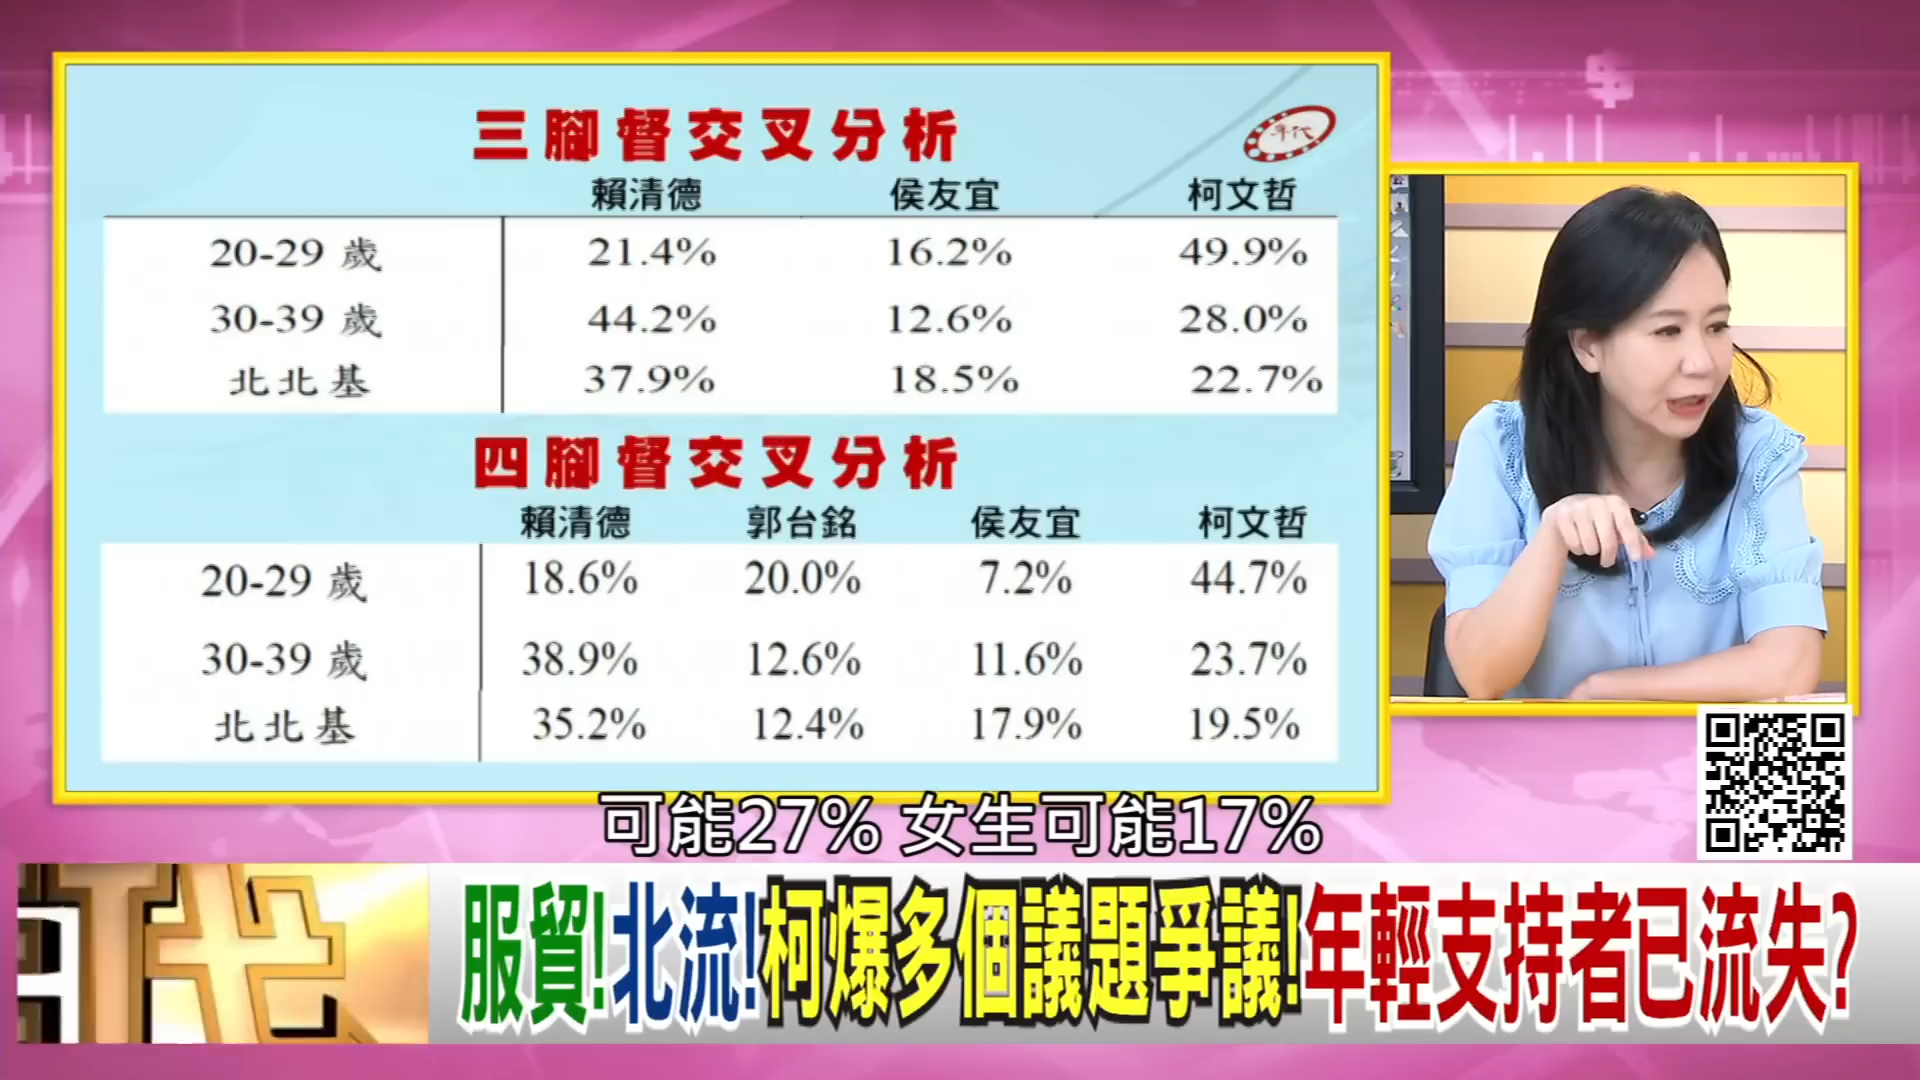 三腳督交叉分析
年代
賴清德 侯友宜 柯文哲
20-29 歲 21.4% 16.2% 49.9%
30-39 歲 44.2% 12.6% 28.0%
北北基 37.9% 18.5% 22.7%
四腳督交叉分析
賴清德 郭台銘 侯友宜 柯文哲
20-29 歲 18.6% 20.0% 7.2% 44.7%
30-39 歲 38.9% 12.6% 11.6% 23.7%
北北基 35.2% 12.4% 17.9% 19.5%
可能27% 女生可能17%
服貿!北流!柯爆多個議題爭議!年輕支持者已流失?